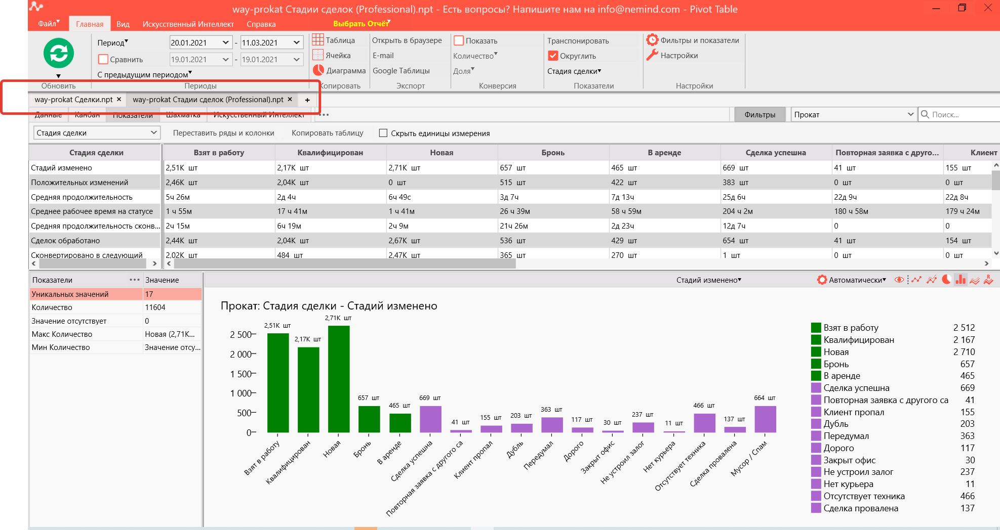 way-prokat Стадии сделок (Professional).npt - Есть вопросы? Напишите нам на info@nemind.com - Pivot Table
Файл Главная Вид Искусственный Интеллект Справка Выбрать Отчёт
Период 20.01.2021 - 11.03.2021
Сравнить 19.01.2021 - 19.01.2021
С предыдущим периодом
Обновить Периоды
Таблица
Ячейка
Диаграмма
Копировать
Открыть в браузере
E-mail
Google Таблицы
Экспорт
Показать
Количество
Доля
Конверсия
Транспонировать
Округлить
Стадия сделки
Показатели
Фильтры и показатели
Настройки
Настройки
way-prokat Сделки.npt × way-prokat Стадии сделок (Professional).npt × +
Данные Канбан Показатели Шахматка Искусственный Интеллект ... Фильтры Прокат Поиск...
Стадия сделки Переставить ряды и колонки Копировать таблицу Скрыть единицы измерения
Стадия сделки Взят в работу Квалифицирован Новая Бронь В аренде Сделка успешна Повторная заявка с друго... Клиент
Стадий изменено 2,51K шт 2,17K шт 2,71K шт 657 шт 465 шт 669 шт 41 шт 155 шт
Положительных изменений 2,46K шт 2,04K шт 0 шт 515 шт 422 шт 383 шт 0 шт 0 шт
Средняя продолжительность 5ч 26м 2д 4ч 6ч 49с 3д 7ч 7д 13ч 25д 6ч 22д 9ч 22д 8ч
Среднее рабочее время на статусе 1 ч 55м 17 ч 41м 1 ч 41м 26 ч 39м 58 ч 59м 204 ч 2м 180 ч 58м 179 ч 24м
Средняя продолжительность сконв... 2ч 15м 6ч 19м 2ч 9м 21ч 26м 2д 23ч 12д 7ч 0 0
Сделок обработано 2,44K шт 2,04K шт 2,67K шт 536 шт 429 шт 654 шт 41 шт 154 шт
Сконвертировано в следующий 2,02K шт 484 шт 2,47K шт 365 шт 270 шт 1 шт 0 шт 0 шт
Показатели ... Значение
Уникальных значений 17
Количество 11604
Значение отсутствует 0
Макс Количество Новая (2,71K...
Мин Количество Значение отсу...
Стадий изменено Автоматически
Прокат: Стадия сделки - Стадий изменено
2 500
2 000
1 500
1 000
500
0
2,51K шт 2,17K шт 2,71K шт 657 шт 465 шт 669 шт 41 шт 155 шт 203 шт 363 шт 117 шт 30 шт 237 шт 11 шт 466 шт 137 шт 664 шт
Взят в работу
Квалифицирован
Новая
Бронь
В аренде
Сделка успешна
Повторная заявка с другого са
Клиент пропал
Дубль
Передумал
Дорого
Закрыт офис
Не устроил залог
Нет курьера
Отсутствует техника
Сделка провалена
Мусор / Спам
Взят в работу 2 512
Квалифицирован 2 167
Новая 2 710
Бронь 657
В аренде 465
Сделка успешна 669
Повторная заявка с другого са 41
Клиент пропал 155
Дубль 203
Передумал 363
Дорого 117
Закрыт офис 30
Не устроил залог 237
Нет курьера 11
Отсутствует техника 466
Сделка провалена 137